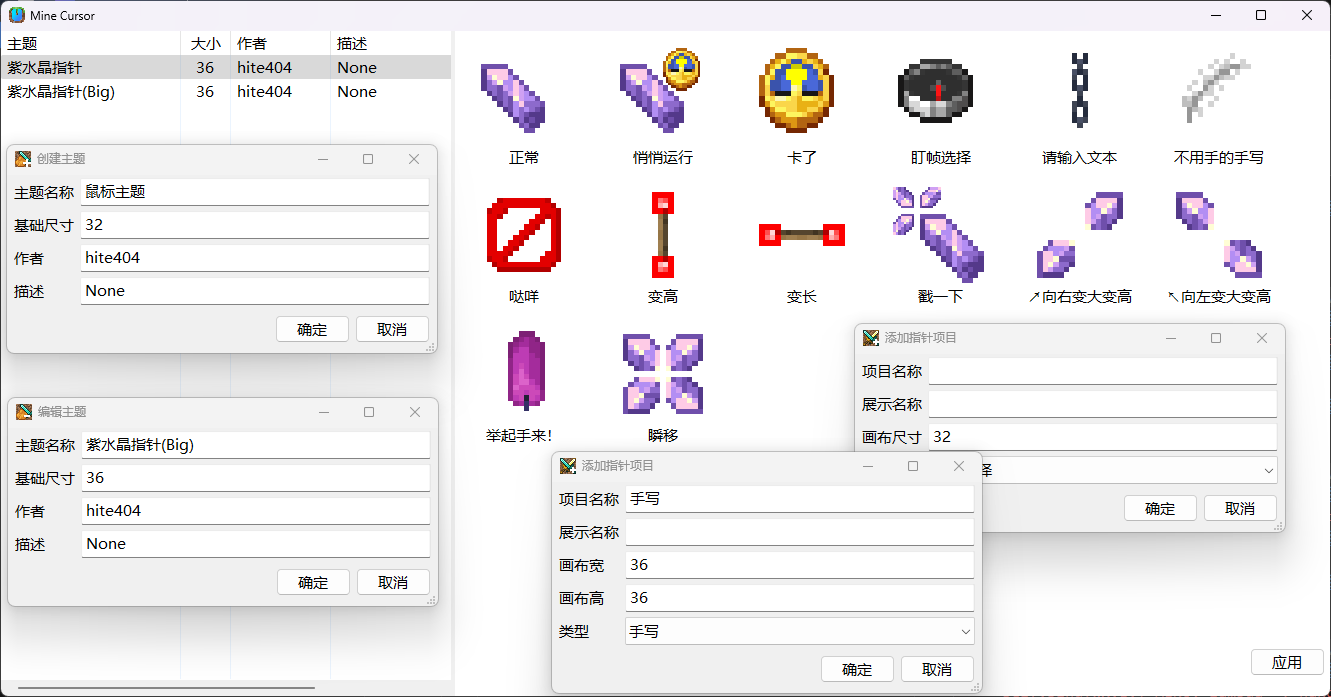 Mine Cursor
主题 大小 作者 描述
紫水晶指针 36 hite404 None
紫水晶指针(Big) 36 hite404 None
创建主题
主题名称 鼠标主题
基础尺寸 32
作者 hite404
描述 None
确定 取消
编辑主题
主题名称 紫水晶指针(Big)
基础尺寸 36
作者 hite404
描述 None
确定 取消
正常 悄悄运行 卡了 盯帧选择 请输入文本 不用手的手写
哒咩 变高 变长 戳一下 ↗向右变大变高 ↖向左变大变高
举起手来! 瞬移
添加指针项目
项目名称
展示名称
画布尺寸 32
择
确定 取消
添加指针项目
项目名称 手写
展示名称
画布宽 36
画布高 36
类型 手写
确定 取消
应用